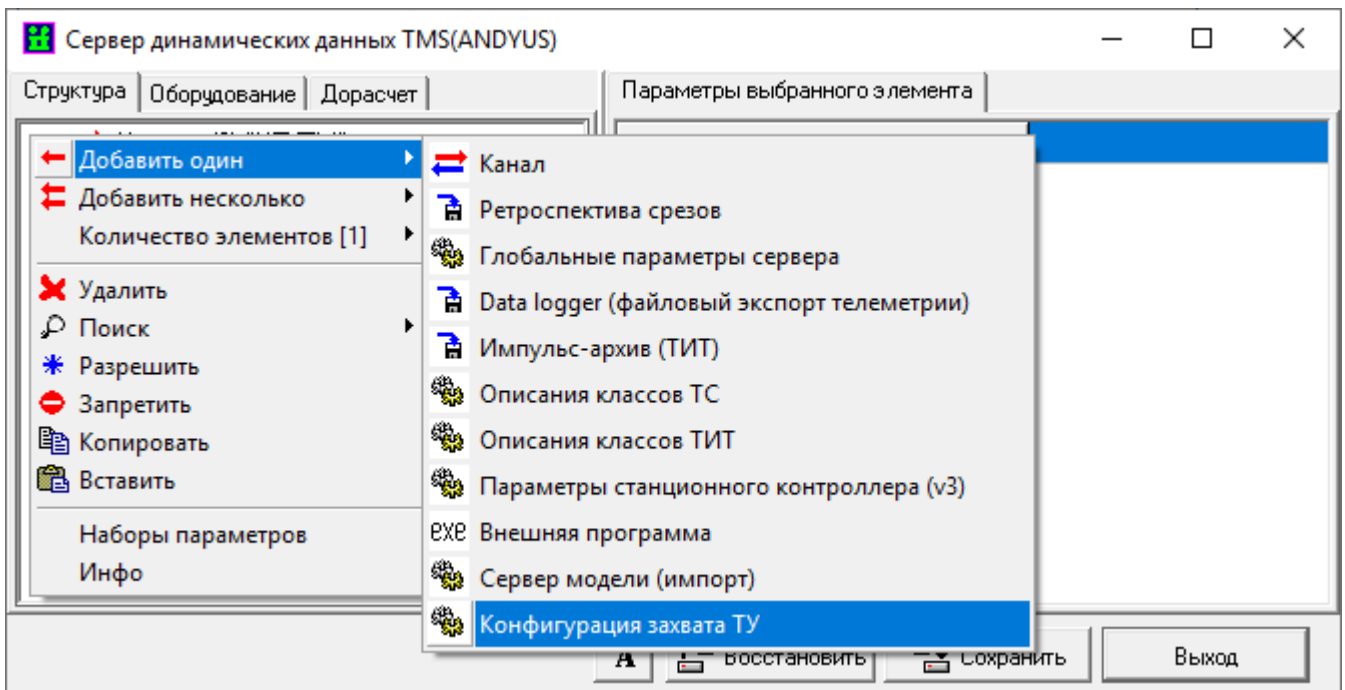 Сервер динамических данных TMS(ANDYUS)
Структура
Оборудование
Дорасчет
Параметры выбранного элемента
Добавить один
Добавить несколько
Количество элементов [1]
Удалить
Поиск
Разрешить
Запретить
Копировать
Вставить
Наборы параметров
Инфо
Канал
Ретроспектива срезов
Глобальные параметры сервера
Data logger (файловый экспорт телеметрии)
Импульс-архив (ТИТ)
Описания классов ТС
Описания классов ТИТ
Параметры станционного контроллера (v3)
exe Внешняя программа
Сервер модели (импорт)
Конфигурация захвата ТУ
А
Восстановить
Сохранить
Выход